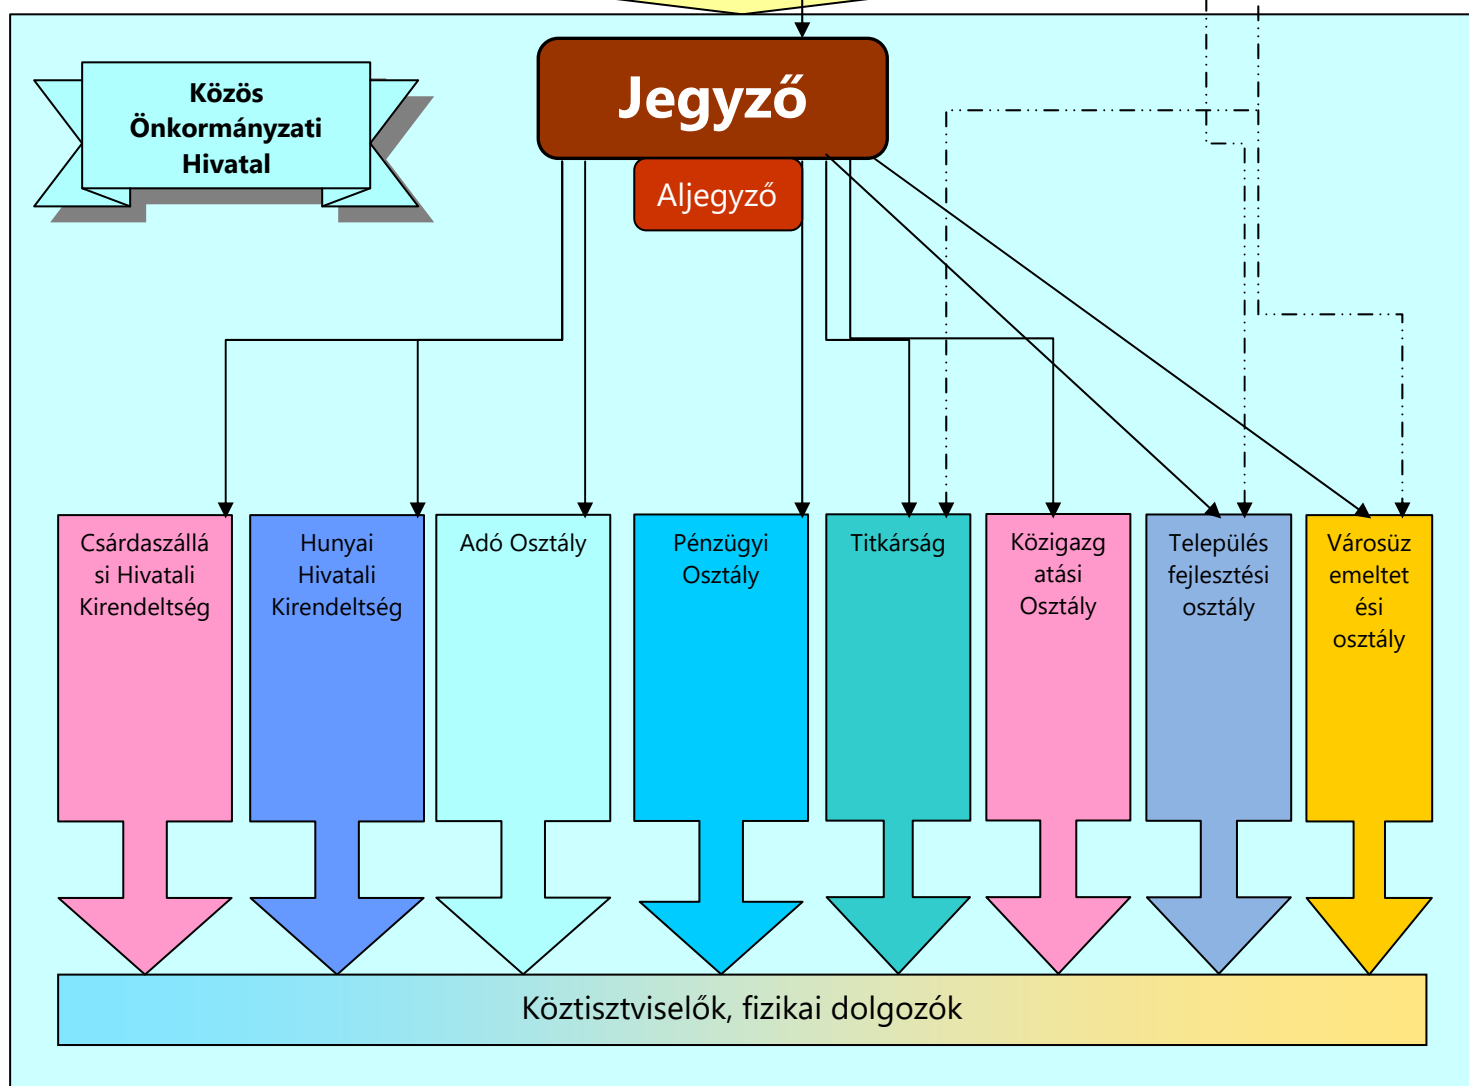 Közös
Önkormányzati
Hivatal
Jegyző
Aljegyző
Csárdaszállá
si Hivatali
Kirendeltség
Hunyai
Hivatali
Kirendeltség
Adó Osztály
Pénzügyi
Osztály
Titkárság
Közigazg
atási
Osztály
Település
fejlesztési
osztály
Városüz
emeltet
ési
osztály
Köztisztviselők, fizikai dolgozók